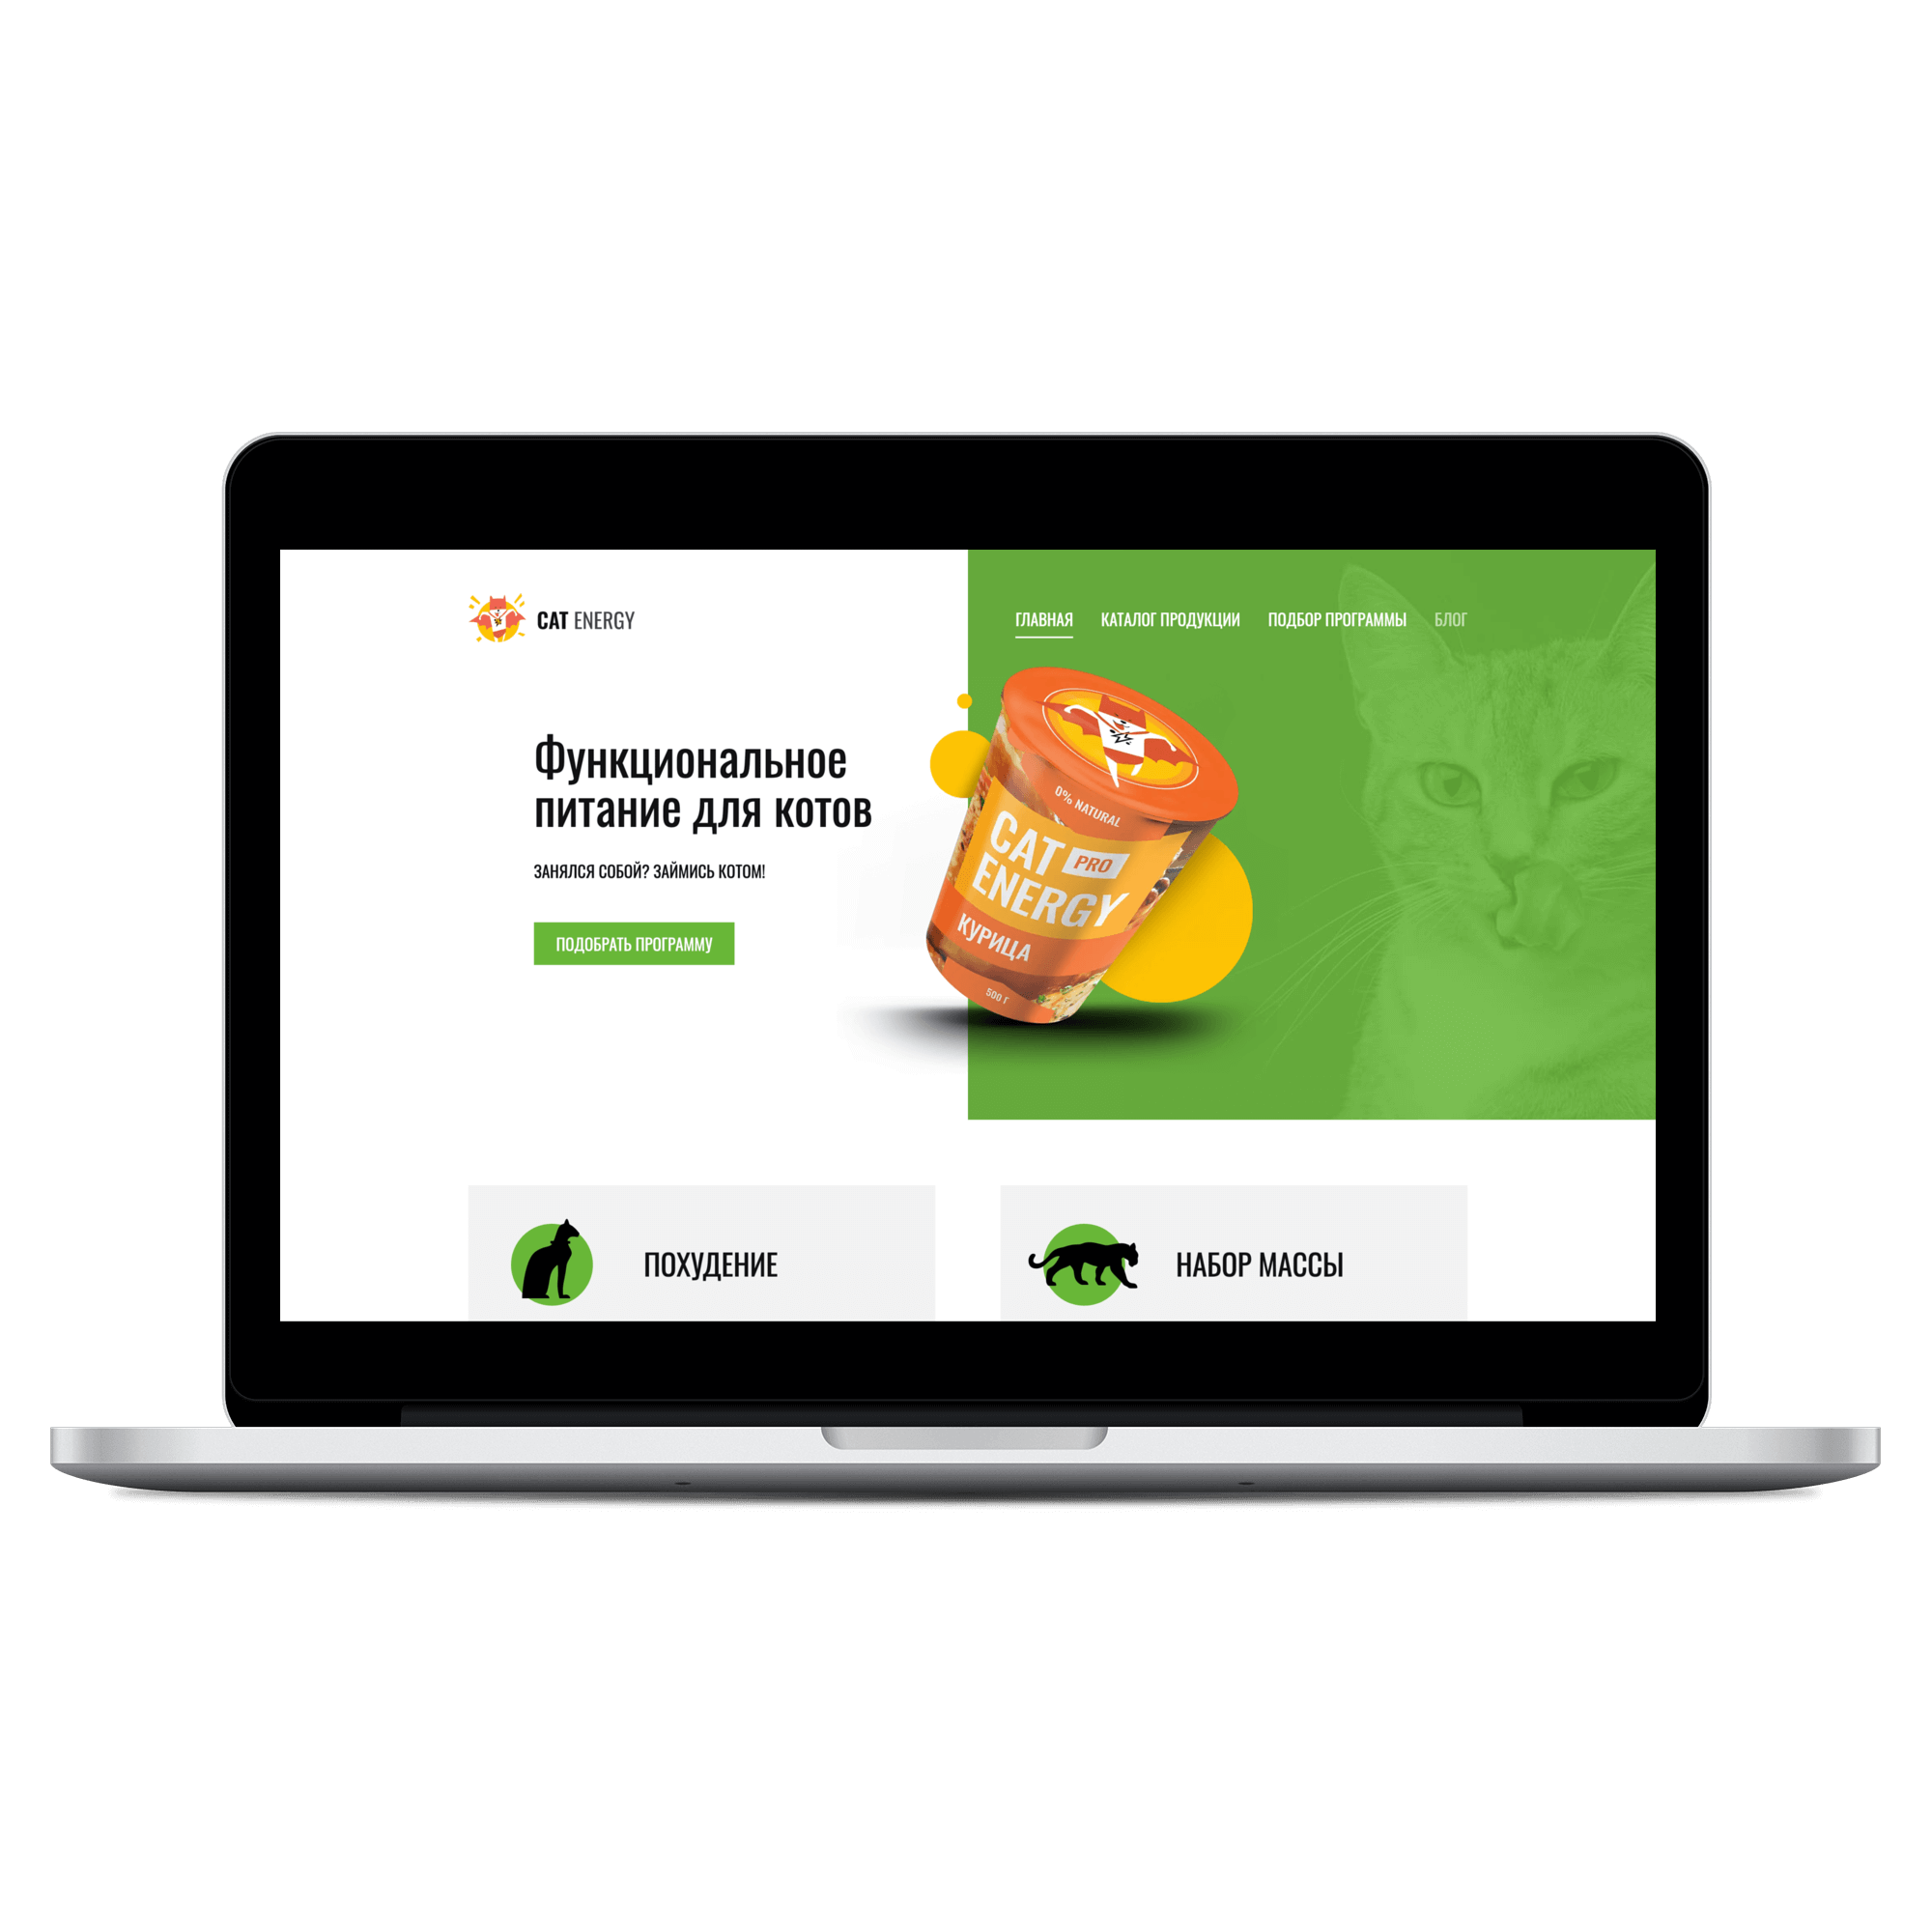 CAT ENERGY
ГЛАВНАЯ КАТАЛОГ ПРОДУКЦИИ ПОДБОР ПРОГРАММЫ БЛОГ
Функциональное
питание для котов
ЗАНЯЛСЯ СОБОЙ? ЗАЙМИСЬ КОТОМ!
ПОДОБРАТЬ ПРОГРАММУ
0% NATURAL
CAT PRO
ENERGY
КУРИЦА
500 Г
ПОХУДЕНИЕ
НАБОР МАССЫ